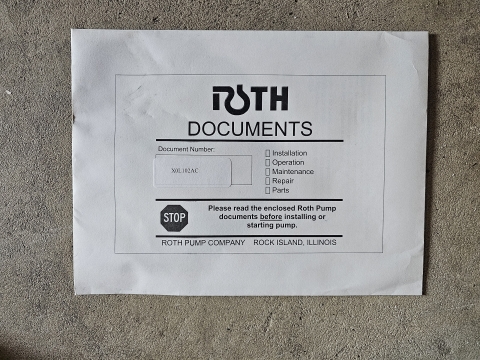 ROTH
DOCUMENTS
Document Number:
X0L102AC
Installation
Operation
Maintenance
Repair
Parts
STOP
Please read the enclosed Roth Pump
documents before installing or
starting pump.
ROTH PUMP COMPANY ROCK ISLAND, ILLINOIS